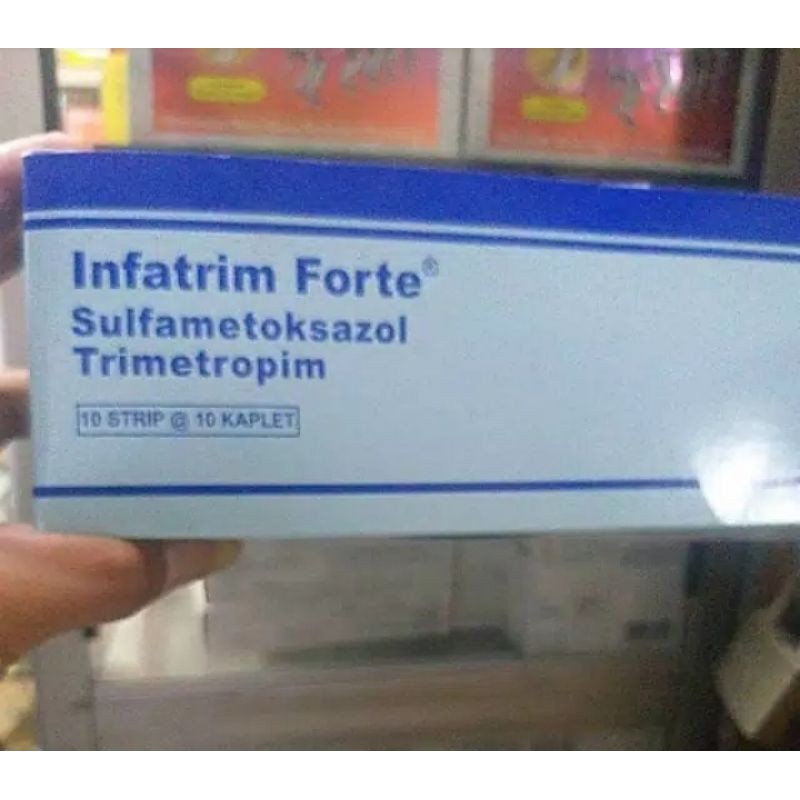 Infatrim Forte®
Sulfametoksazol
Trimetropim
10 STRIP @ 10 KAPLET